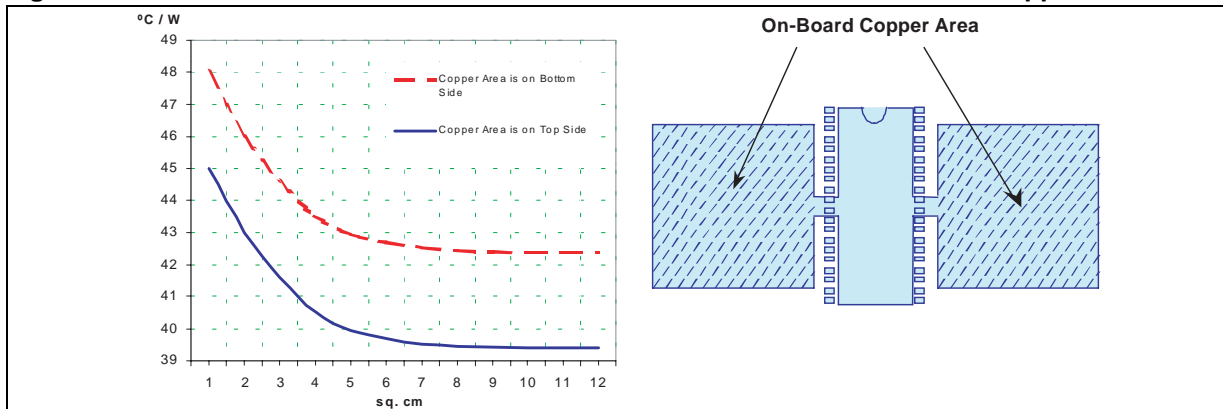 ºC / W
49
48
47
46
45
44
43
42
41
40
39
Copper Area is on Bottom
Side
Copper Area is on Top Side
1 2 3 4 5 6 7 8 9 10 11 12
sq. cm
On-Board Copper Area